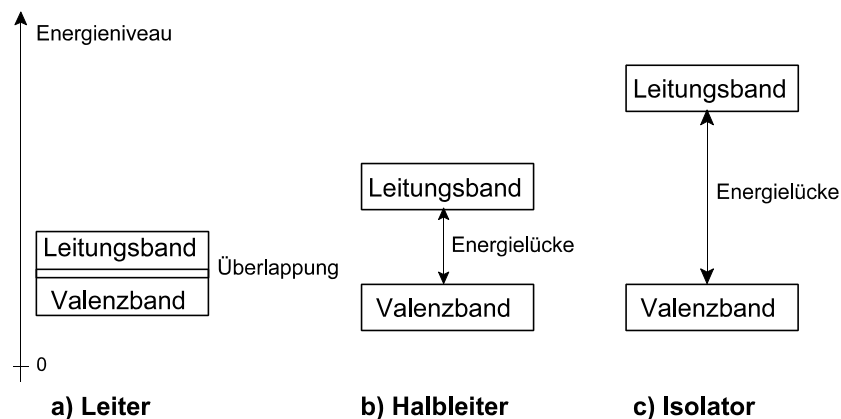 Energieniveau
Leitungsband
Leitungsband
Energielücke
Leitungsband
Überlappung
Energielücke
Valenzband
Valenzband
Valenzband
0
a) Leiter
b) Halbleiter
c) Isolator